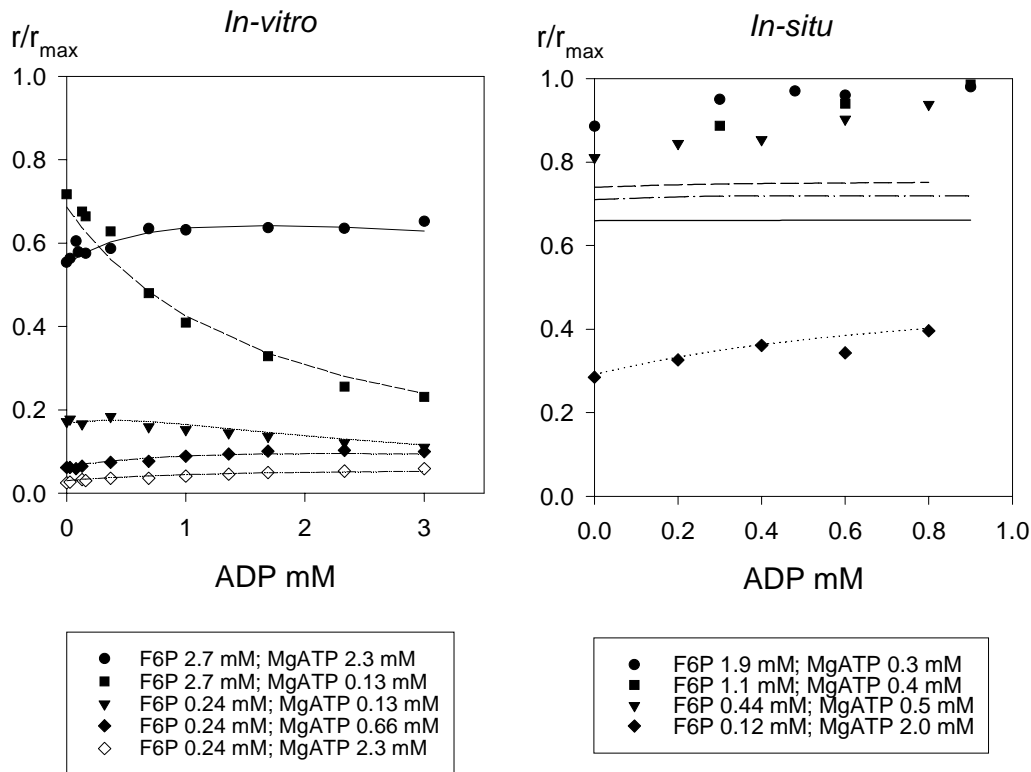 In-vitro
r/rmax
1.0
0.8
0.6
0.4
0.2
0.0
0 1 2 3
ADP mM
F6P 2.7 mM; MgATP 2.3 mM
F6P 2.7 mM; MgATP 0.13 mM
F6P 0.24 mM; MgATP 0.13 mM
F6P 0.24 mM; MgATP 0.66 mM
F6P 0.24 mM; MgATP 2.3 mM
In-situ
r/rmax
1.0
0.8
0.6
0.4
0.2
0.0
0.0 0.2 0.4 0.6 0.8 1.0
ADP mM
F6P 1.9 mM; MgATP 0.3 mM
F6P 1.1 mM; MgATP 0.4 mM
F6P 0.44 mM; MgATP 0.5 mM
F6P 0.12 mM; MgATP 2.0 mM